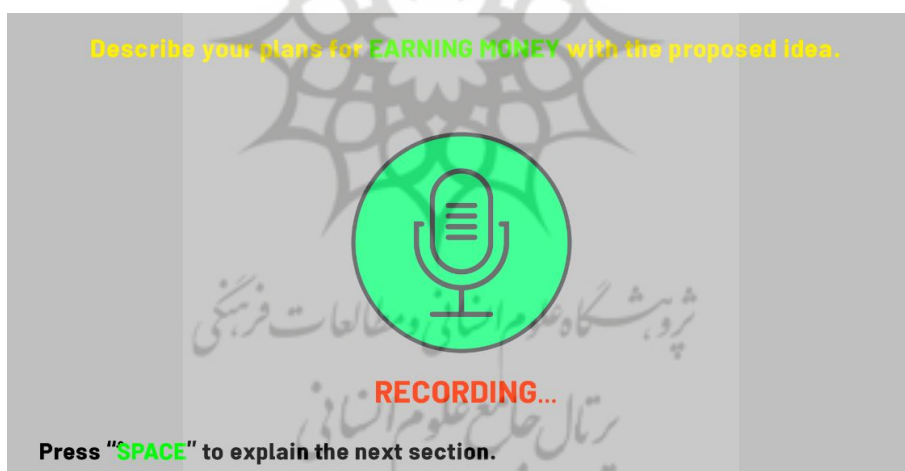 Describe your plans for EARNING MONEY with the proposed idea.
پژوهشگاه علوم انسانی و مطالعات فرهنگی
RECORDING...
پرتال جامع علوم انسانی
Press “SPACE” to explain the next section.